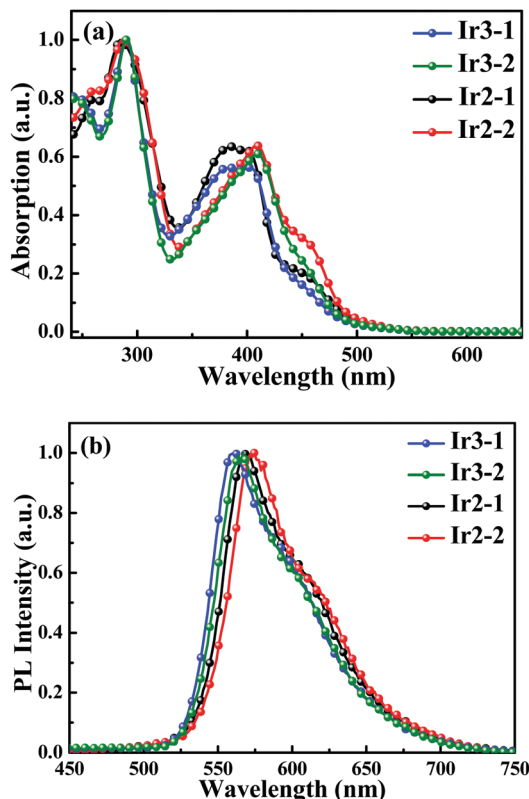 (a)
Ir3-1
Ir3-2
Ir2-1
Ir2-2
Absorption (a.u.)
1.0
0.8
0.6
0.4
0.2
0.0
300 400 500 600
Wavelength (nm)
(b)
Ir3-1
Ir3-2
Ir2-1
Ir2-2
PL Intensity (a.u.)
1.0
0.8
0.6
0.4
0.2
0.0
450 500 550 600 650 700 750
Wavelength (nm)